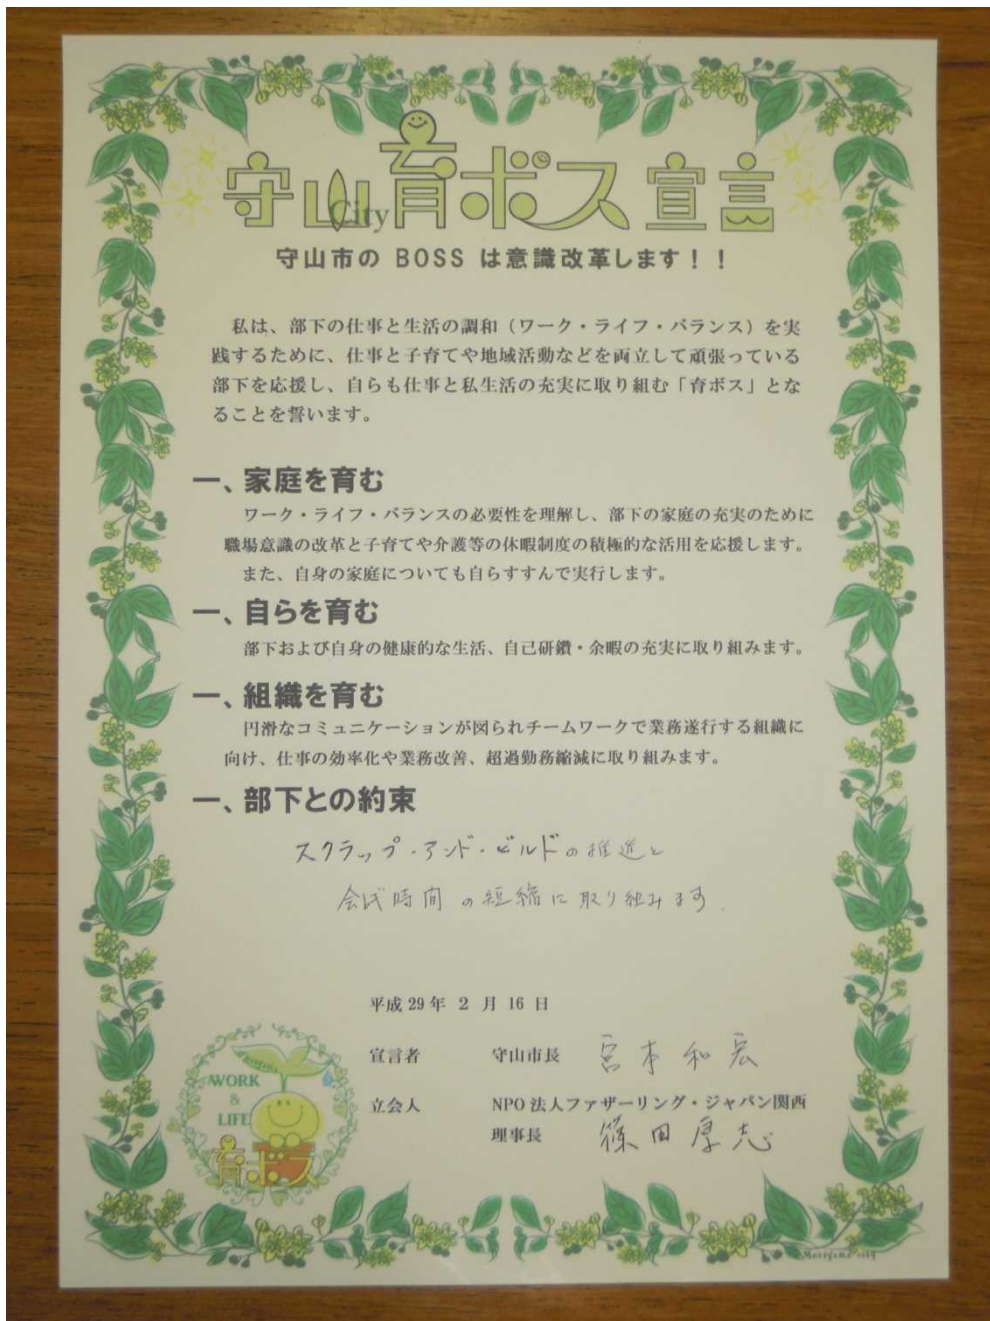 守山育ボス宣言
City
守山市の BOSS は意識改革します！！
私は、部下の仕事と生活の調和（ワーク・ライフ・バランス）を実
践するために、仕事と子育てや地域活動などを両立して頑張っている
部下を応援し、自らも仕事と私生活の充実に取り組む「育ボス」とな
ることを誓います。
一、家庭を育む
ワーク・ライフ・バランスの必要性を理解し、部下の家庭の充実のために
職場意識の改革と子育てや介護等の休暇制度の積極的な活用を応援します。
また、自身の家庭についても自らすすんで実行します。
一、自らを育む
部下および自身の健康的な生活、自己研鑽・余暇の充実に取り組みます。
一、組織を育む
円滑なコミュニケーションが図られチームワークで業務遂行する組織に
向け、仕事の効率化や業務改善、超過勤務縮減に取り組みます。
一、部下との約束
スクラップ・アンド・ビルドの推進と
会議時間の短縮に取り組みます.
平成 29 年 2 月 16 日
宣言者 守山市長 宮本和宏
立会人 NPO 法人ファザーリング・ジャパン関西
理事長 篠田厚志
WORK
&
LIFE
育ボス
Moriyama city